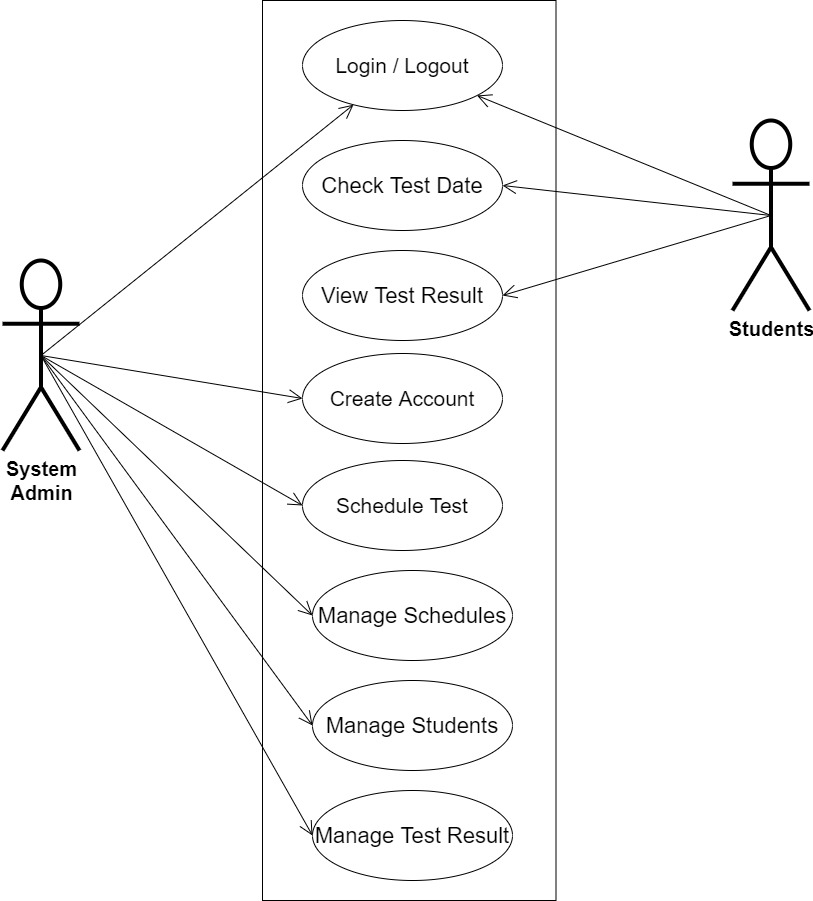 Login / Logout
Check Test Date
View Test Result
Students
Create Account
System
Admin
Schedule Test
Manage Schedules
Manage Students
Manage Test Result